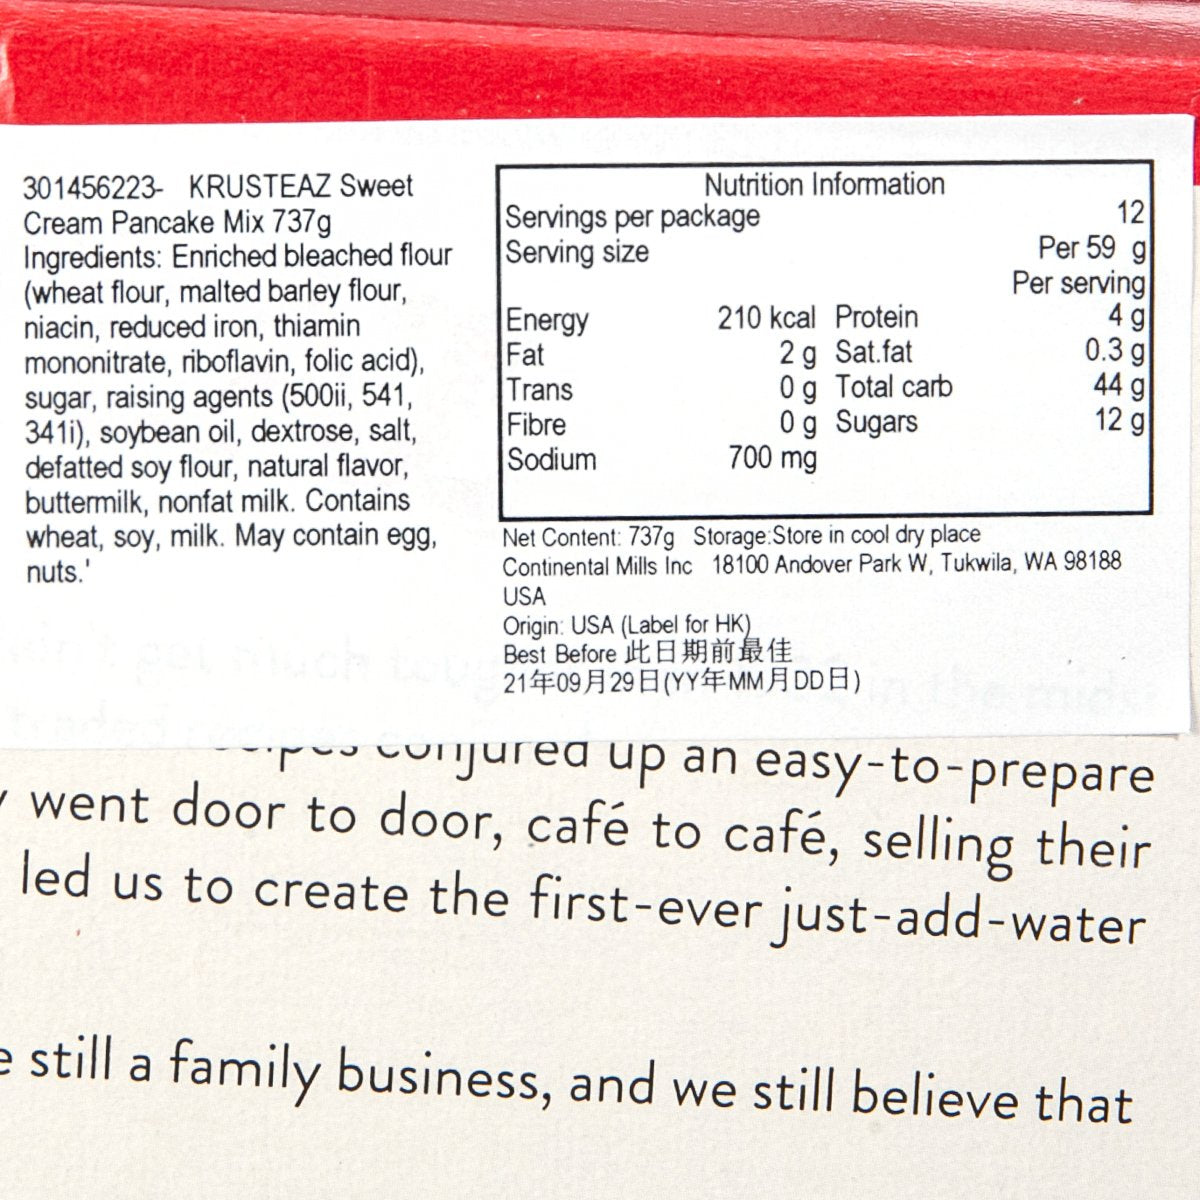 301456223- KRUSTEAZ Sweet
Cream Pancake Mix 737g
Ingredients: Enriched bleached flour
(wheat flour, malted barley flour,
niacin, reduced iron, thiamin
mononitrate, riboflavin, folic acid),
sugar, raising agents (500ii, 541,
341i), soybean oil, dextrose, salt,
defatted soy flour, natural flavor,
buttermilk, nonfat milk. Contains
wheat, soy, milk. May contain egg,
nuts.'
Nutrition Information
Servings per package 12
Serving size Per 59 g
Per serving
Energy 210 kcal Protein 4 g
Fat 2 g Sat.fat 0.3 g
Trans 0 g Total carb 44 g
Fibre 0 g Sugars 12 g
Sodium 700 mg
Net Content: 737g Storage:Store in cool dry place
Continental Mills Inc 18100 Andover Park W, Tukwila, WA 98188
USA
Origin: USA (Label for HK)
Best Before 此日期前最佳
21年09月29日(YY年MM月DD日)
conjured up an easy-to-prepare
went door to door, café to café, selling their
led us to create the first-ever just-add-water
still a family business, and we still believe that